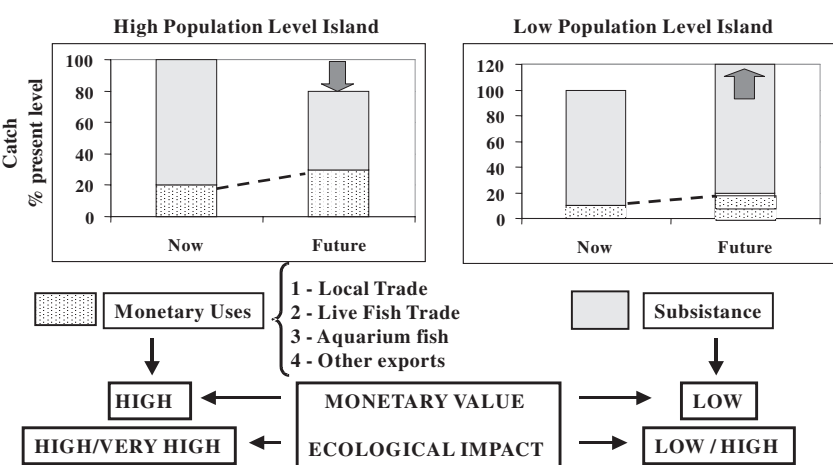 High Population Level Island
Low Population Level Island
Catch
% present level
100
80
60
40
20
0
Now
Future
120
100
80
60
40
20
0
Now
Future
Monetary Uses
1 - Local Trade
2 - Live Fish Trade
3 - Aquarium fish
4 - Other exports
Subsistance
HIGH
MONETARY VALUE
LOW
HIGH/VERY HIGH
ECOLOGICAL IMPACT
LOW / HIGH